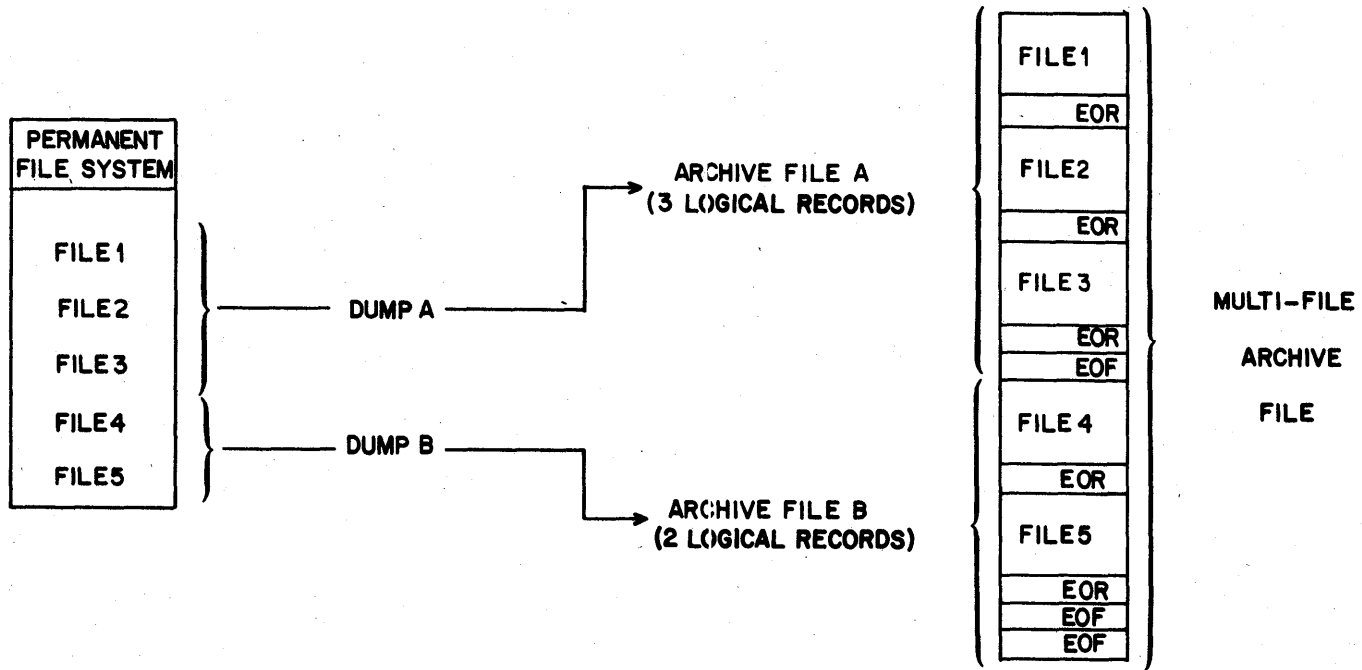 PERMANENT
FILE SYSTEM
FILE1
FILE2
FILE3
FILE4
FILE5
DUMP A
DUMP B
ARCHIVE FILE A
(3 LOGICAL RECORDS)
ARCHIVE FILE B
(2 LOGICAL RECORDS)
FILE1
EOR
FILE2
EOR
FILE3
EOR
EOF
FILE4
EOR
FILE5
EOR
EOF
EOF
MULTI-FILE
ARCHIVE
FILE